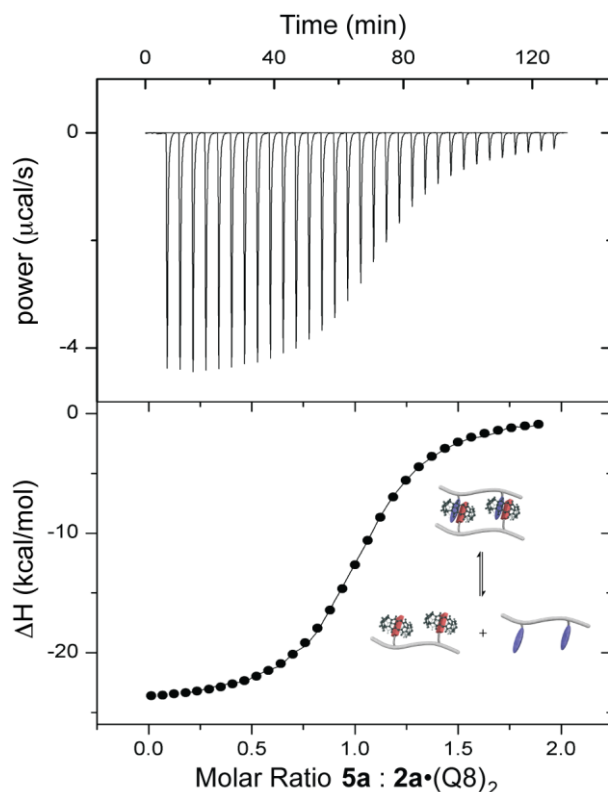 Time (min)
0 40 80 120
0
-4
power (μcal/s)
0
-10
-20
ΔH (kcal/mol)
+
0.0 0.5 1.0 1.5 2.0
Molar Ratio 5a : 2a•(Q8)₂